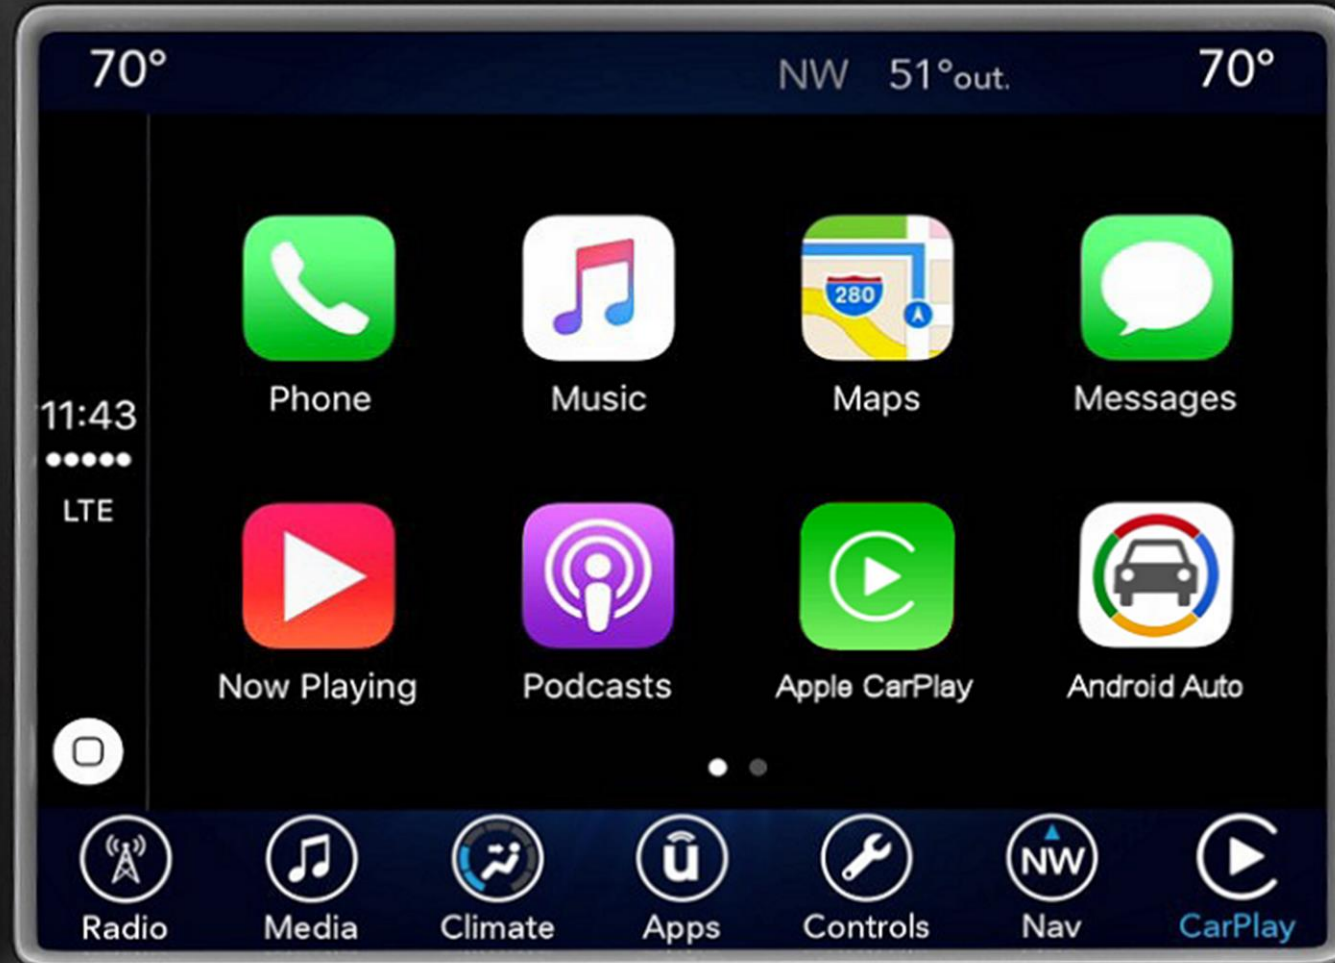 70° NW 51°out. 70°
280
Phone Music Maps Messages
11:43
LTE
Now Playing Podcasts Apple CarPlay Android Auto
u NW
Radio Media Climate Apps Controls Nav CarPlay